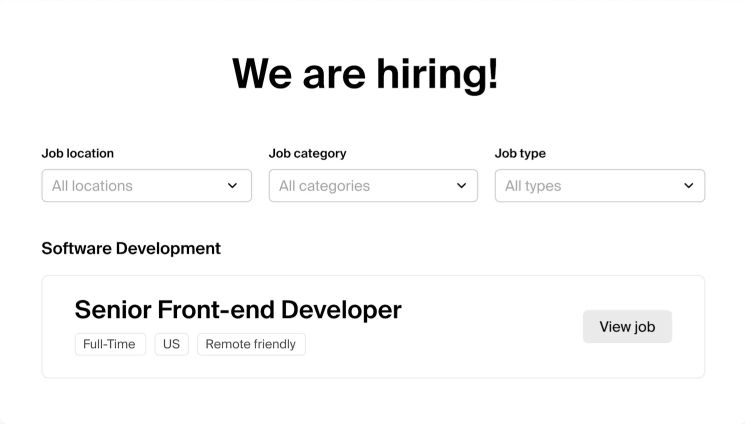 We are hiring!
Job location Job category Job type
All locations All categories All types
Software Development
Senior Front-end Developer
View job
Full-Time US Remote friendly